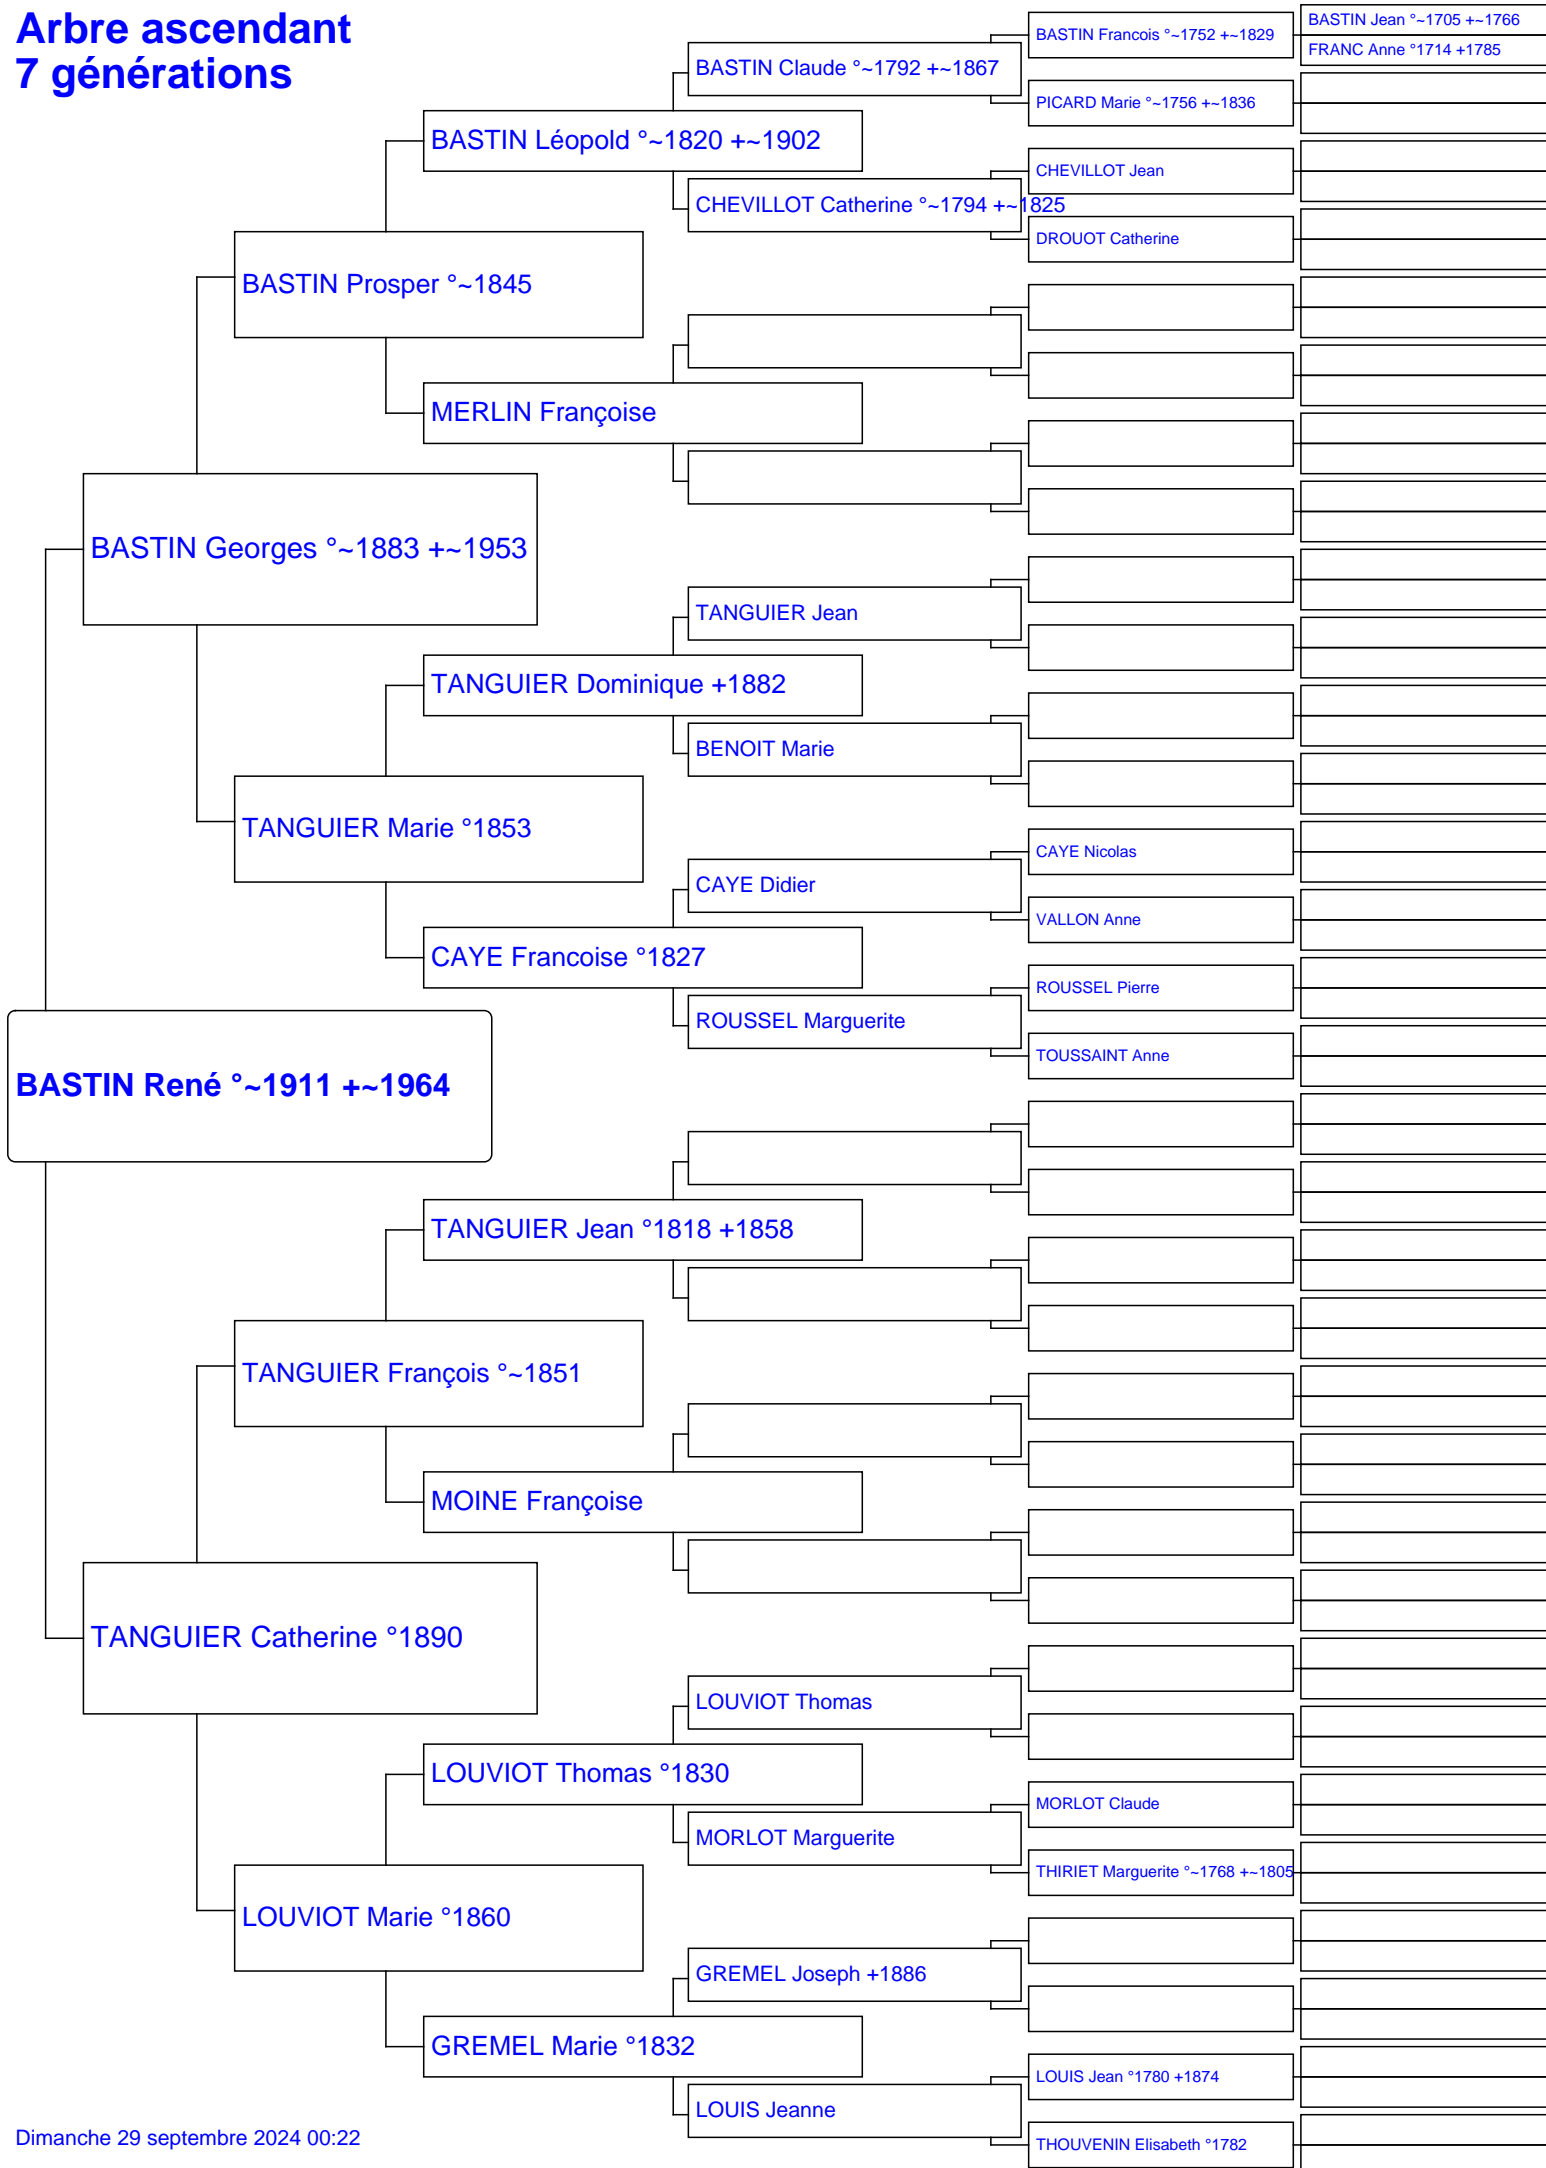 Arbre ascendant
7 générations
BASTIN Jean °~1705 +~1766
BASTIN Francois °~1752 +~1829
FRANC Anne °1714 +1785
BASTIN Claude °~1792 +~1867
PICARD Marie °~1756 +~1836
BASTIN Léopold °~1820 +~1902
CHEVILLOT Jean
CHEVILLOT Catherine °~1794 +~1825
DROUOT Catherine
BASTIN Prosper °~1845
MERLIN Françoise
BASTIN Georges °~1883 +~1953
TANGUIER Jean
TANGUIER Dominique +1882
BENOIT Marie
TANGUIER Marie °1853
CAYE Nicolas
CAYE Didier
VALLON Anne
CAYE Francoise °1827
ROUSSEL Pierre
ROUSSEL Marguerite
TOUSSAINT Anne
BASTIN René °~1911 +~1964
TANGUIER Jean °1818 +1858
TANGUIER François °~1851
MOINE Françoise
TANGUIER Catherine °1890
LOUVIOT Thomas
LOUVIOT Thomas °1830
MORLOT Claude
MORLOT Marguerite
THIRIET Marguerite °~1768 +~1805
LOUVIOT Marie °1860
GREMEL Joseph +1886
GREMEL Marie °1832
LOUIS Jean °1780 +1874
LOUIS Jeanne
THOUVENIN Elisabeth °1782
Dimanche 29 septembre 2024 00:22